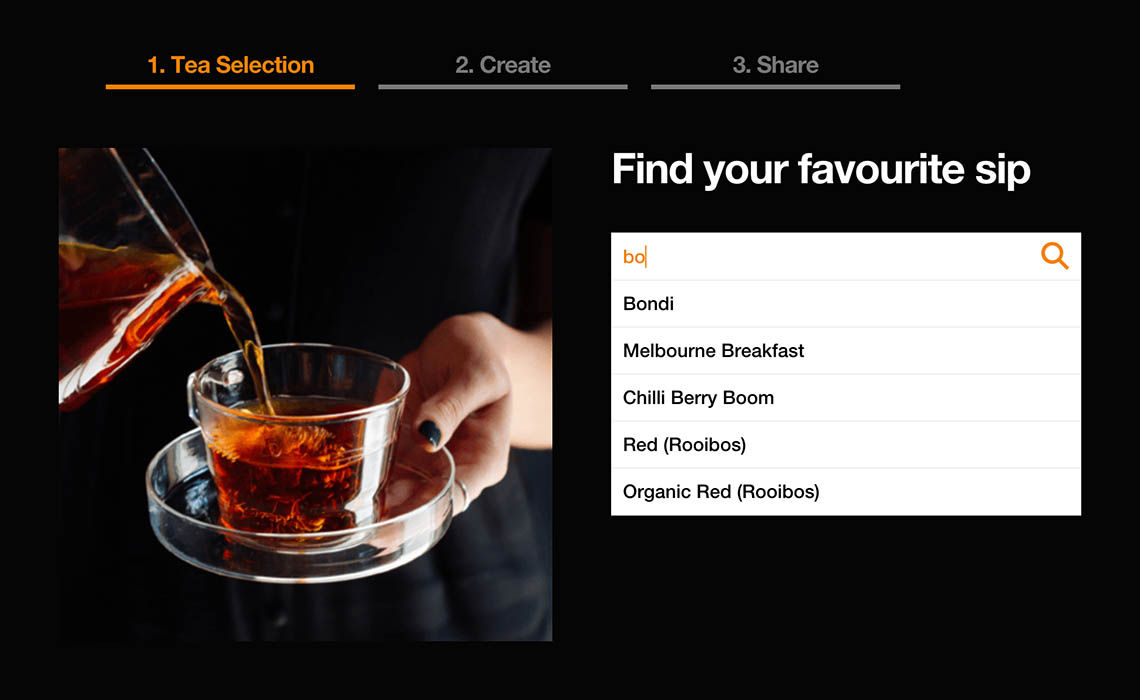 1. Tea Selection
2. Create
3. Share
Find your favourite sip
bo
Bondi
Melbourne Breakfast
Chilli Berry Boom
Red (Rooibos)
Organic Red (Rooibos)